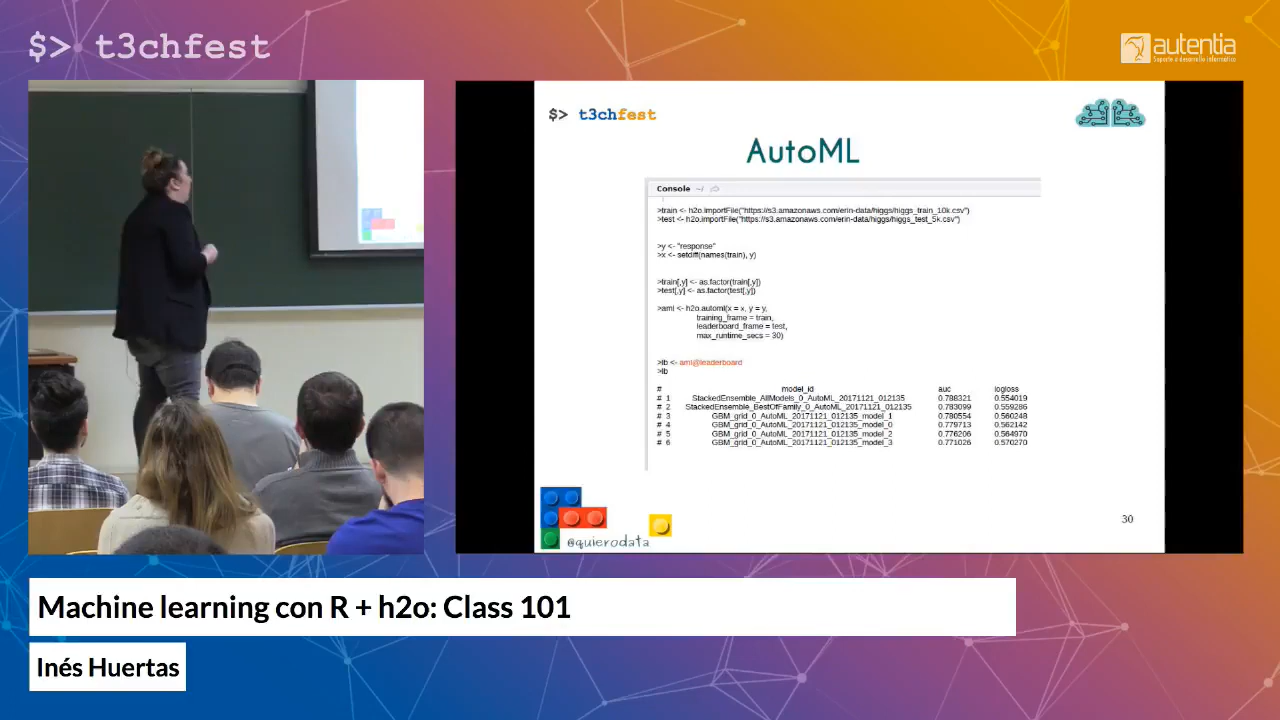 $> t3chfest
autentia
Soporte a desarrollo informático
$> t3chfest
AutoML
Console ~/
>train <- h2o.importFile("https://s3.amazonaws.com/erin-data/higgs/higgs_train_10k.csv")
>test <- h2o.importFile("https://s3.amazonaws.com/erin-data/higgs/higgs_test_5k.csv")
>y <- "response"
>x <- setdiff(names(train), y)
>train[,y] <- as.factor(train[,y])
>test[,y] <- as.factor(test[,y])
>aml <- h2o.automl(x = x, y = y,
training_frame = train,
leaderboard_frame = test,
max_runtime_secs = 30)
>lb <- aml@leaderboard
>lb
# model_id auc logloss
# 1 StackedEnsemble_AllModels_0_AutoML_20171121_012135 0.788321 0.554019
# 2 StackedEnsemble_BestOfFamily_0_AutoML_20171121_012135 0.783099 0.559286
# 3 GBM_grid_0_AutoML_20171121_012135_model_1 0.780554 0.560248
# 4 GBM_grid_0_AutoML_20171121_012135_model_0 0.779713 0.562142
# 5 GBM_grid_0_AutoML_20171121_012135_model_2 0.776206 0.564970
# 6 GBM_grid_0_AutoML_20171121_012135_model_3 0.771026 0.570270
@quierodata
30
Machine learning con R + h2o: Class 101
Inés Huertas